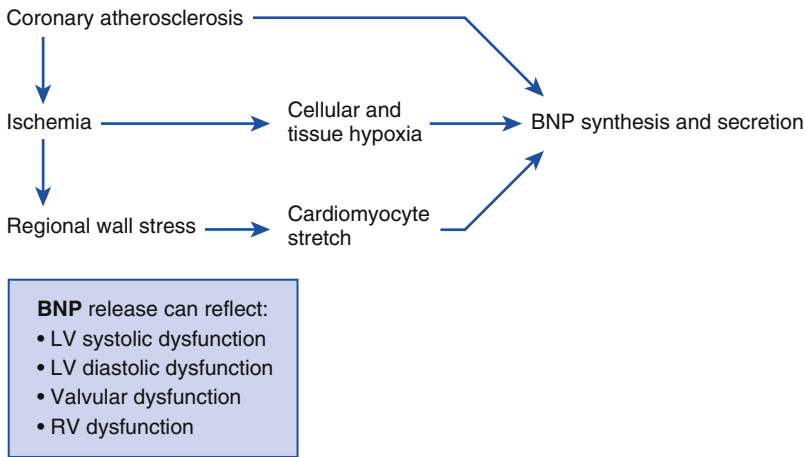 Coronary atherosclerosis
Ischemia
Cellular and
tissue hypoxia
BNP synthesis and secretion
Regional wall stress
Cardiomyocyte
stretch
BNP release can reflect:
• LV systolic dysfunction
• LV diastolic dysfunction
• Valvular dysfunction
• RV dysfunction